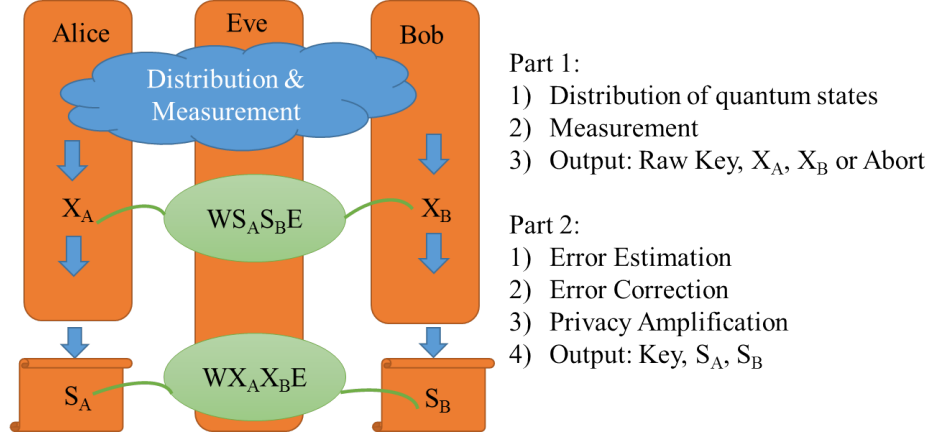 Alice
Eve
Bob
Distribution &
Measurement
X_A
WS_AS_BE
X_B
WX_AX_BE
S_A
S_B
Part 1:
1) Distribution of quantum states
2) Measurement
3) Output: Raw Key, X_A, X_B or Abort
Part 2:
1) Error Estimation
2) Error Correction
3) Privacy Amplification
4) Output: Key, S_A, S_B